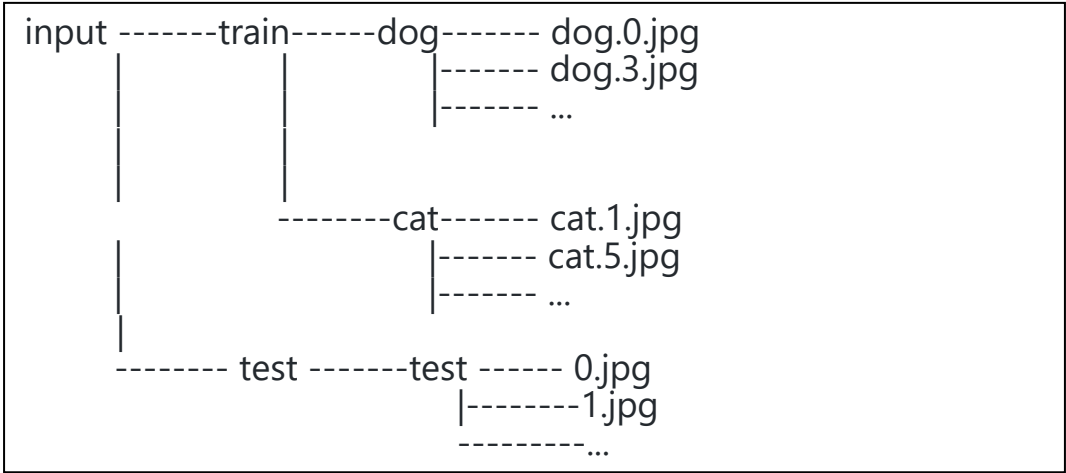 input -------train------dog------- dog.0.jpg
| | |------- dog.3.jpg
| | |------- ...
| |
| |
--------cat------- cat.1.jpg
| |------- cat.5.jpg
| |------- ...
|
-------- test -------test ------ 0.jpg
|--------1.jpg
---------...